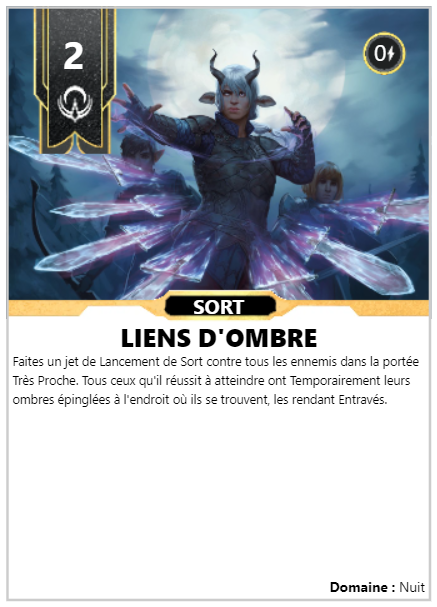 2
0
SORT
LIENS D'OMBRE
Faites un jet de Lancement de Sort contre tous les ennemis dans la portée
Très Proche. Tous ceux qu'il réussit à atteindre ont Temporairement leurs
ombres épinglées à l'endroit où ils se trouvent, les rendant Entravés.
Domaine : Nuit